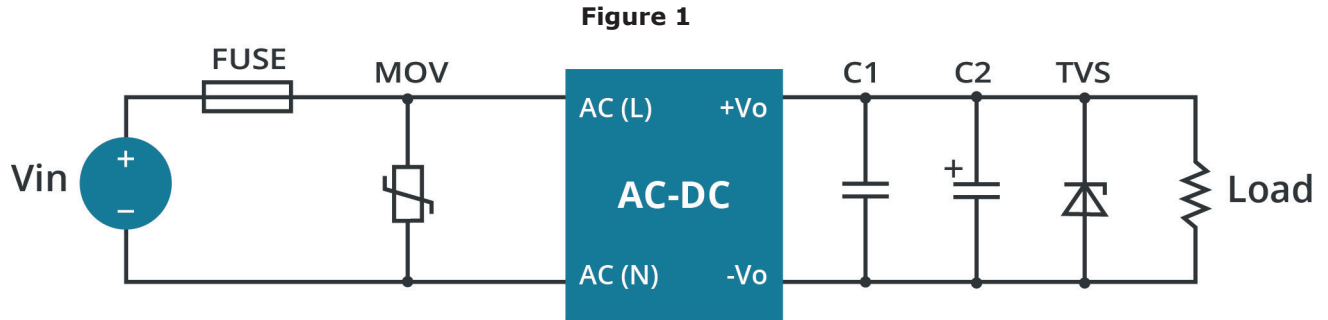 Figure 1
FUSE
MOV
C1
C2
TVS
AC (L)
+Vo
+
Vin
−
AC-DC
+
Load
AC (N)
-Vo